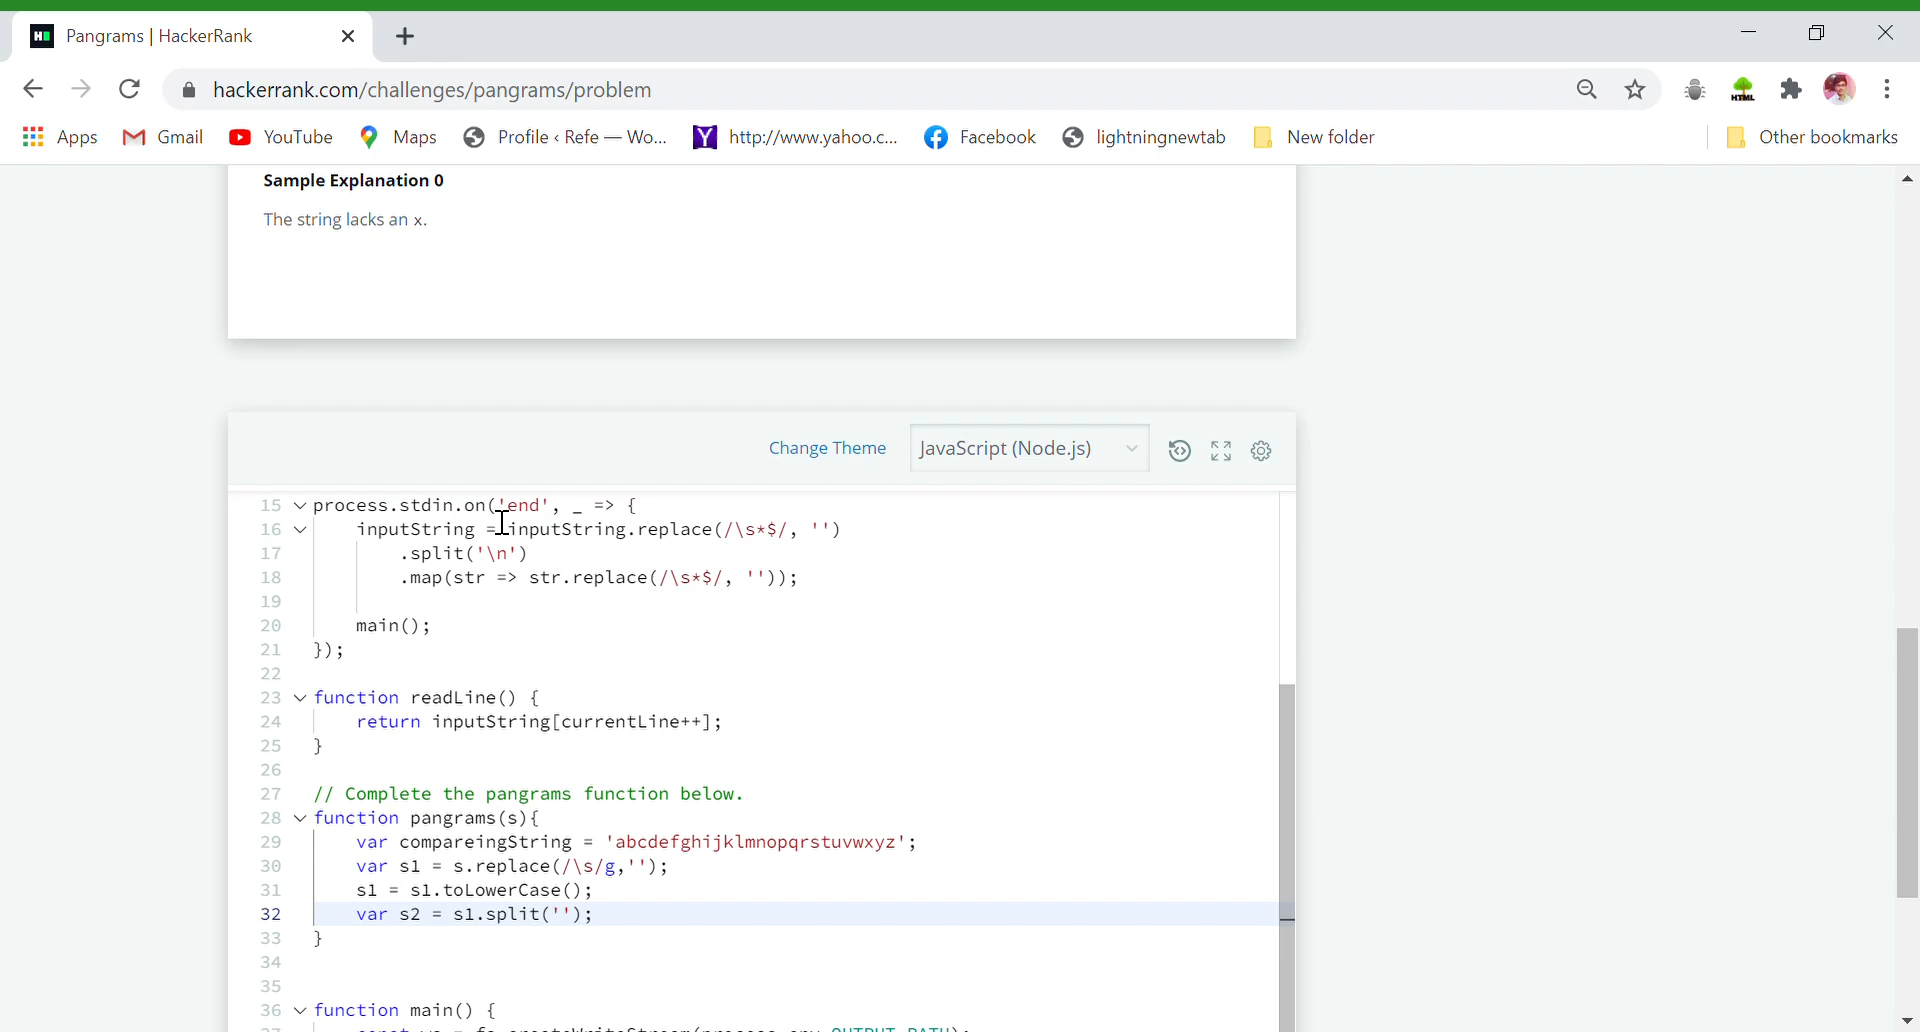 Pangrams | HackerRank
hackerrank.com/challenges/pangrams/problem
HTML
Apps Gmail YouTube Maps Profile ‹ Refe — Wo... http://www.yahoo.c... Facebook lightningnewtab New folder Other bookmarks
Sample Explanation 0
The string lacks an x.
Change Theme JavaScript (Node.js)
15 process.stdin.on('end', _ => {
16 inputString = inputString.replace(/\s*$/, '')
17 .split('\n')
18 .map(str => str.replace(/\s*$/, ''));
19
20 main();
21 });
22
23 function readLine() {
24 return inputString[currentLine++];
25 }
26
27 // Complete the pangrams function below.
28 function pangrams(s){
29 var compareingString = 'abcdefghijklmnopqrstuvwxyz';
30 var s1 = s.replace(/\s/g,'');
31 s1 = s1.toLowerCase();
32 var s2 = s1.split('');
33 }
34
35
36 function main() {